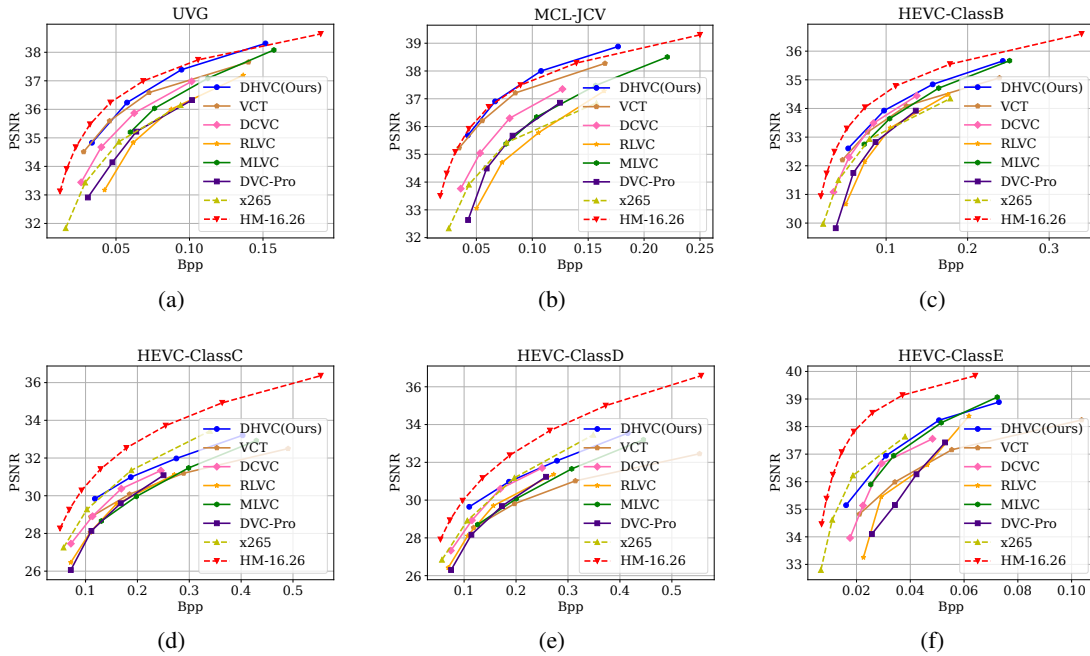 UVG
38
37
36
35
34
33
32
PSNR
0.05
0.10
0.15
Bpp
DHVC(Ours)
VCT
DCVC
RLVC
MLVC
DVC-Pro
x265
HM-16.26
(a)
MCL-JCV
39
38
37
36
35
34
33
32
PSNR
0.05
0.10
0.15
0.20
0.25
Bpp
DHVC(Ours)
VCT
DCVC
RLVC
MLVC
DVC-Pro
x265
HM-16.26
(b)
HEVC-ClassB
36
35
34
33
32
31
30
PSNR
0.1
0.2
0.3
Bpp
DHVC(Ours)
VCT
DCVC
RLVC
MLVC
DVC-Pro
x265
HM-16.26
(c)
HEVC-ClassC
36
34
32
30
28
26
PSNR
0.1
0.2
0.3
0.4
0.5
Bpp
DHVC(Ours)
VCT
DCVC
RLVC
MLVC
DVC-Pro
x265
HM-16.26
(d)
HEVC-ClassD
36
34
32
30
28
26
PSNR
0.1
0.2
0.3
0.4
0.5
Bpp
DHVC(Ours)
VCT
DCVC
RLVC
MLVC
DVC-Pro
x265
HM-16.26
(e)
HEVC-ClassE
40
39
38
37
36
35
34
33
PSNR
0.02
0.04
0.06
0.08
0.10
Bpp
DHVC(Ours)
VCT
DCVC
RLVC
MLVC
DVC-Pro
x265
HM-16.26
(f)